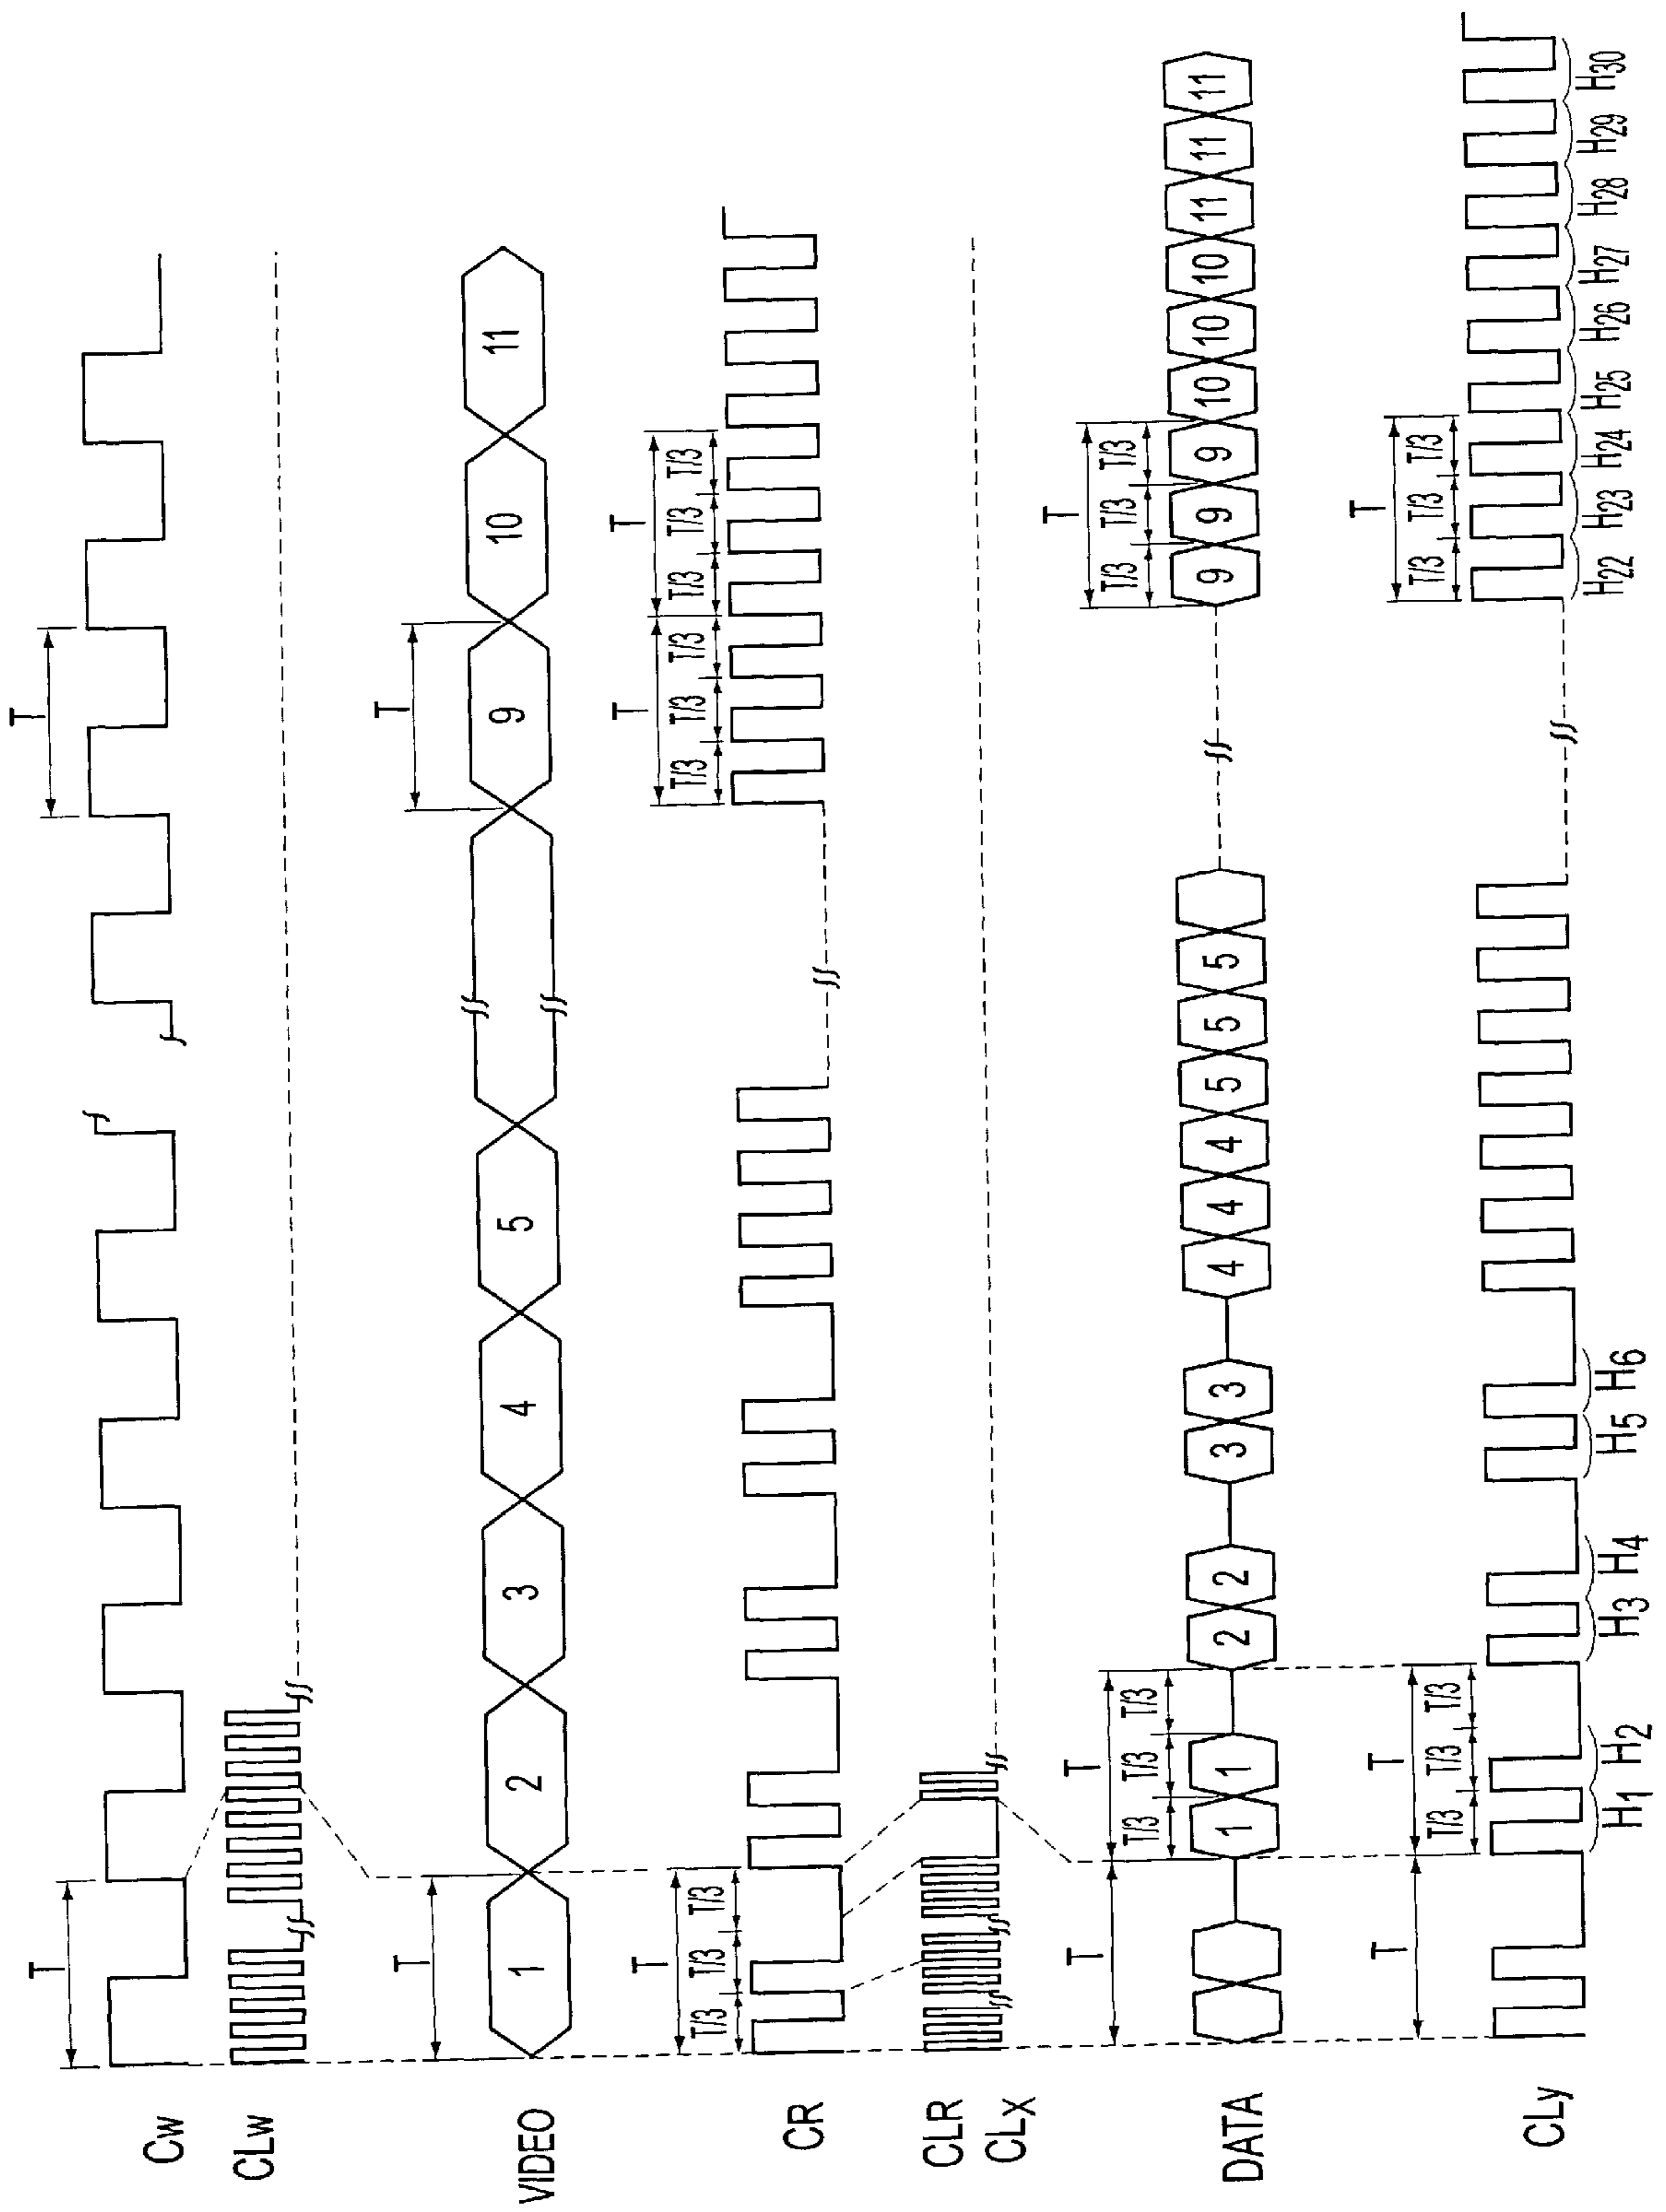 Cw T T
CLw
VIDEO T T
1 2 3 4 5 9 10 11
CR T T T
T/3 T/3 T/3 T/3 T/3 T/3 T/3 T/3 T/3
CLR
CLX
DATA T T T
T/3 T/3 T/3 T/3 T/3 T/3
1 1 2 2 3 3 4 4 4 5 5 5 9 9 9 10 10 10 11 11 11
CLy T T T
T/3 T/3 T/3 T/3 T/3 T/3
H1 H2 H3 H4 H5 H6 H22 H23 H24 H25 H26 H27 H28 H29 H30